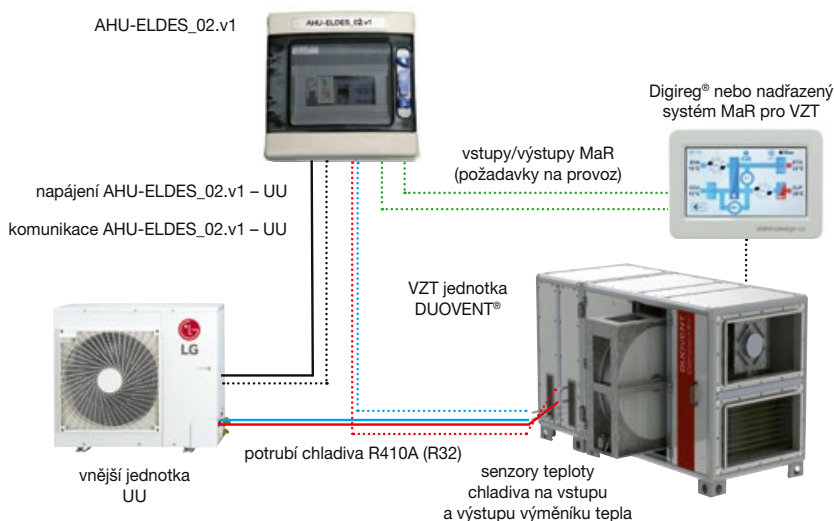 AHU-ELDES_02.v1
AHU-ELDES_02.v1
Digireg® nebo nadřazený
systém MaR pro VZT
vstupy/výstupy MaR
(požadavky na provoz)
napájení AHU-ELDES_02.v1 – UU
komunikace AHU-ELDES_02.v1 – UU
elektrodesign.cz
VZT jednotka
DUOVENT®
LG
DUOVENT
potrubí chladiva R410A (R32)
vnější jednotka
UU
senzory teploty
chladiva na vstupu
a výstupu výměníku tepla